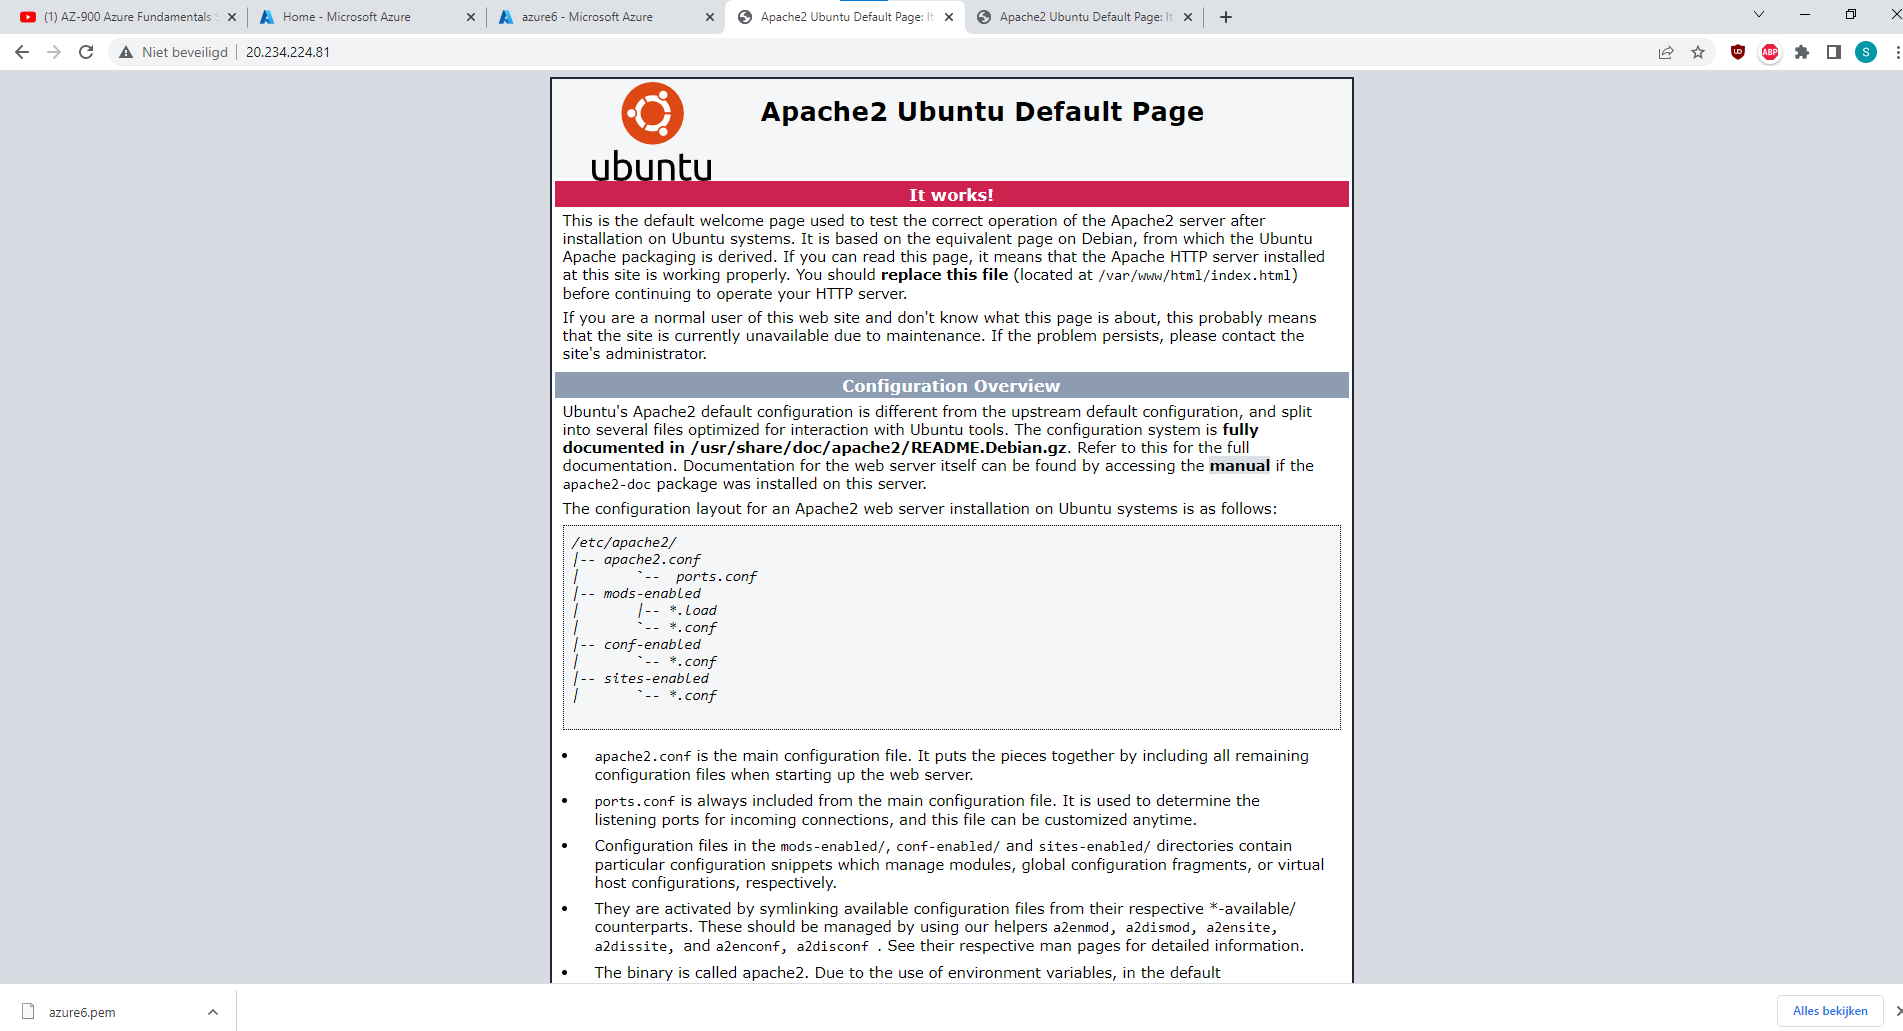 (1) AZ-900 Azure Fundamentals
Home - Microsoft Azure
azure6 - Microsoft Azure
Apache2 Ubuntu Default Page: It
Apache2 Ubuntu Default Page: It
Niet beveiligd
20.234.224.81
ABP
S
ubuntu
Apache2 Ubuntu Default Page
It works!
This is the default welcome page used to test the correct operation of the Apache2 server after
installation on Ubuntu systems. It is based on the equivalent page on Debian, from which the Ubuntu
Apache packaging is derived. If you can read this page, it means that the Apache HTTP server installed
at this site is working properly. You should replace this file (located at /var/www/html/index.html)
before continuing to operate your HTTP server.
If you are a normal user of this web site and don't know what this page is about, this probably means
that the site is currently unavailable due to maintenance. If the problem persists, please contact the
site's administrator.
Configuration Overview
Ubuntu's Apache2 default configuration is different from the upstream default configuration, and split
into several files optimized for interaction with Ubuntu tools. The configuration system is fully
documented in /usr/share/doc/apache2/README.Debian.gz. Refer to this for the full
documentation. Documentation for the web server itself can be found by accessing the manual if the
apache2-doc package was installed on this server.
The configuration layout for an Apache2 web server installation on Ubuntu systems is as follows:
/etc/apache2/
|-- apache2.conf
|       `--  ports.conf
|-- mods-enabled
|       |-- *.load
|       `-- *.conf
|-- conf-enabled
|       `-- *.conf
|-- sites-enabled
|       `-- *.conf
• apache2.conf is the main configuration file. It puts the pieces together by including all remaining
configuration files when starting up the web server.
• ports.conf is always included from the main configuration file. It is used to determine the
listening ports for incoming connections, and this file can be customized anytime.
• Configuration files in the mods-enabled/, conf-enabled/ and sites-enabled/ directories contain
particular configuration snippets which manage modules, global configuration fragments, or virtual
host configurations, respectively.
• They are activated by symlinking available configuration files from their respective *-available/
counterparts. These should be managed by using our helpers a2enmod, a2dismod, a2ensite,
a2dissite, and a2enconf, a2disconf . See their respective man pages for detailed information.
• The binary is called apache2. Due to the use of environment variables, in the default
azure6.pem
Alles bekijken